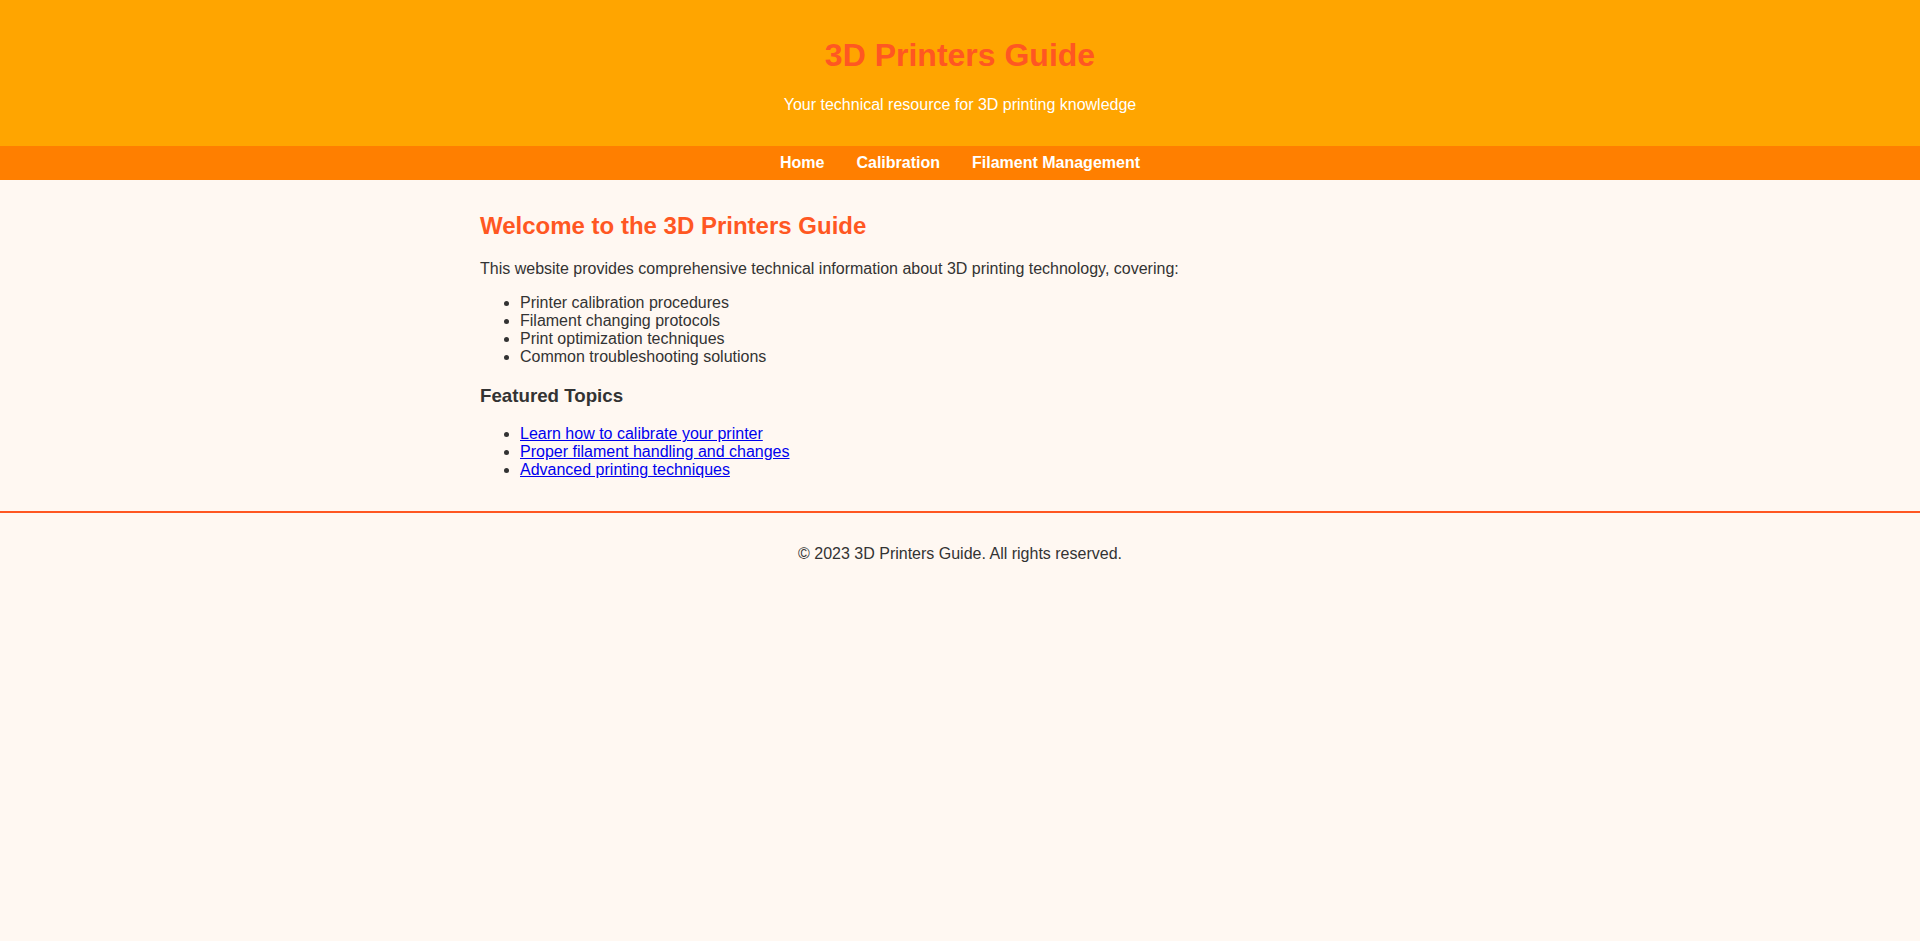 3D Printers Guide
Your technical resource for 3D printing knowledge
Home Calibration Filament Management
Welcome to the 3D Printers Guide
This website provides comprehensive technical information about 3D printing technology, covering:
Printer calibration procedures
Filament changing protocols
Print optimization techniques
Common troubleshooting solutions
Featured Topics
Learn how to calibrate your printer
Proper filament handling and changes
Advanced printing techniques
© 2023 3D Printers Guide. All rights reserved.